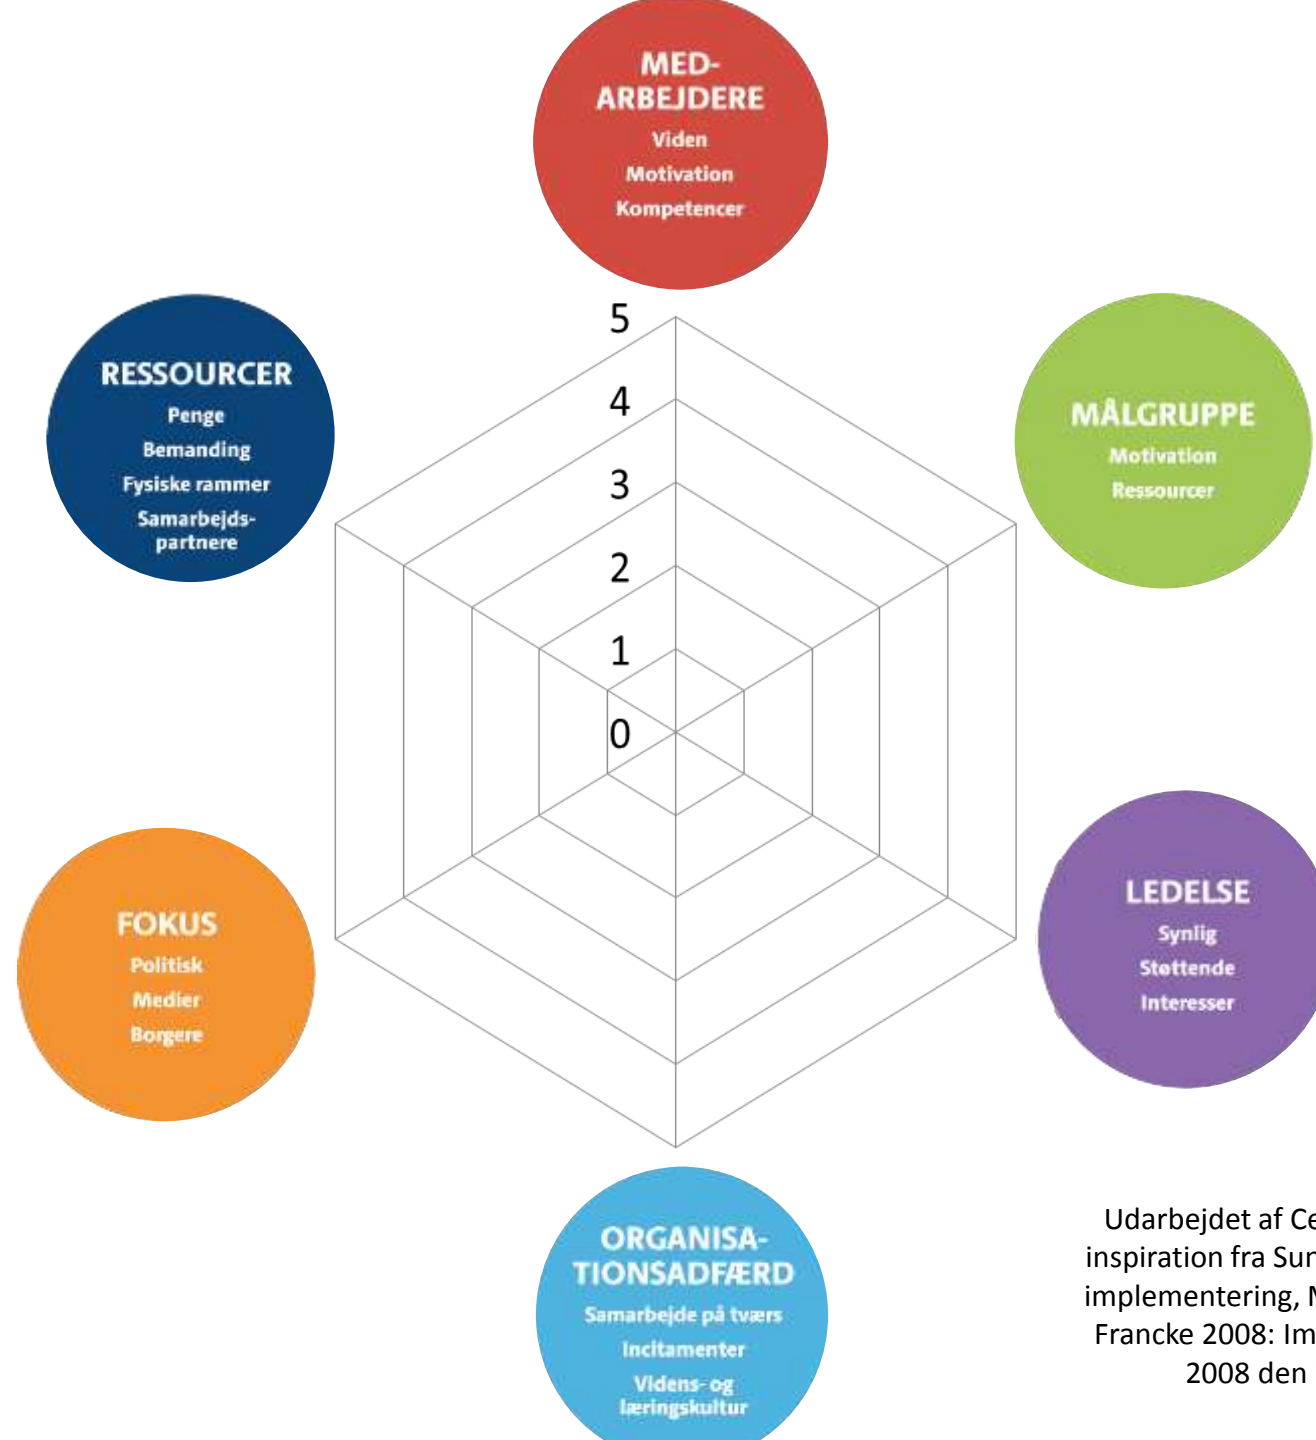 MED-
ARBEJDERE
Viden
Motivation
Kompetencer
RESSOURCER
Penge
Bemanding
Fysiske rammer
Samarbejds-
partnere
MÅLGRUPPE
Motivation
Ressourcer
5
4
3
2
1
0
FOKUS
Politisk
Medier
Borgere
LEDELSE
Synlig
Støttende
Interesser
ORGANISA-
TIONSADFÆRD
Samarbejde på tværs
Incitamenter
Videns- og
læringskultur
Udarbejdet af
inspiration fra
implementering,
Francke 2008:
2008 den